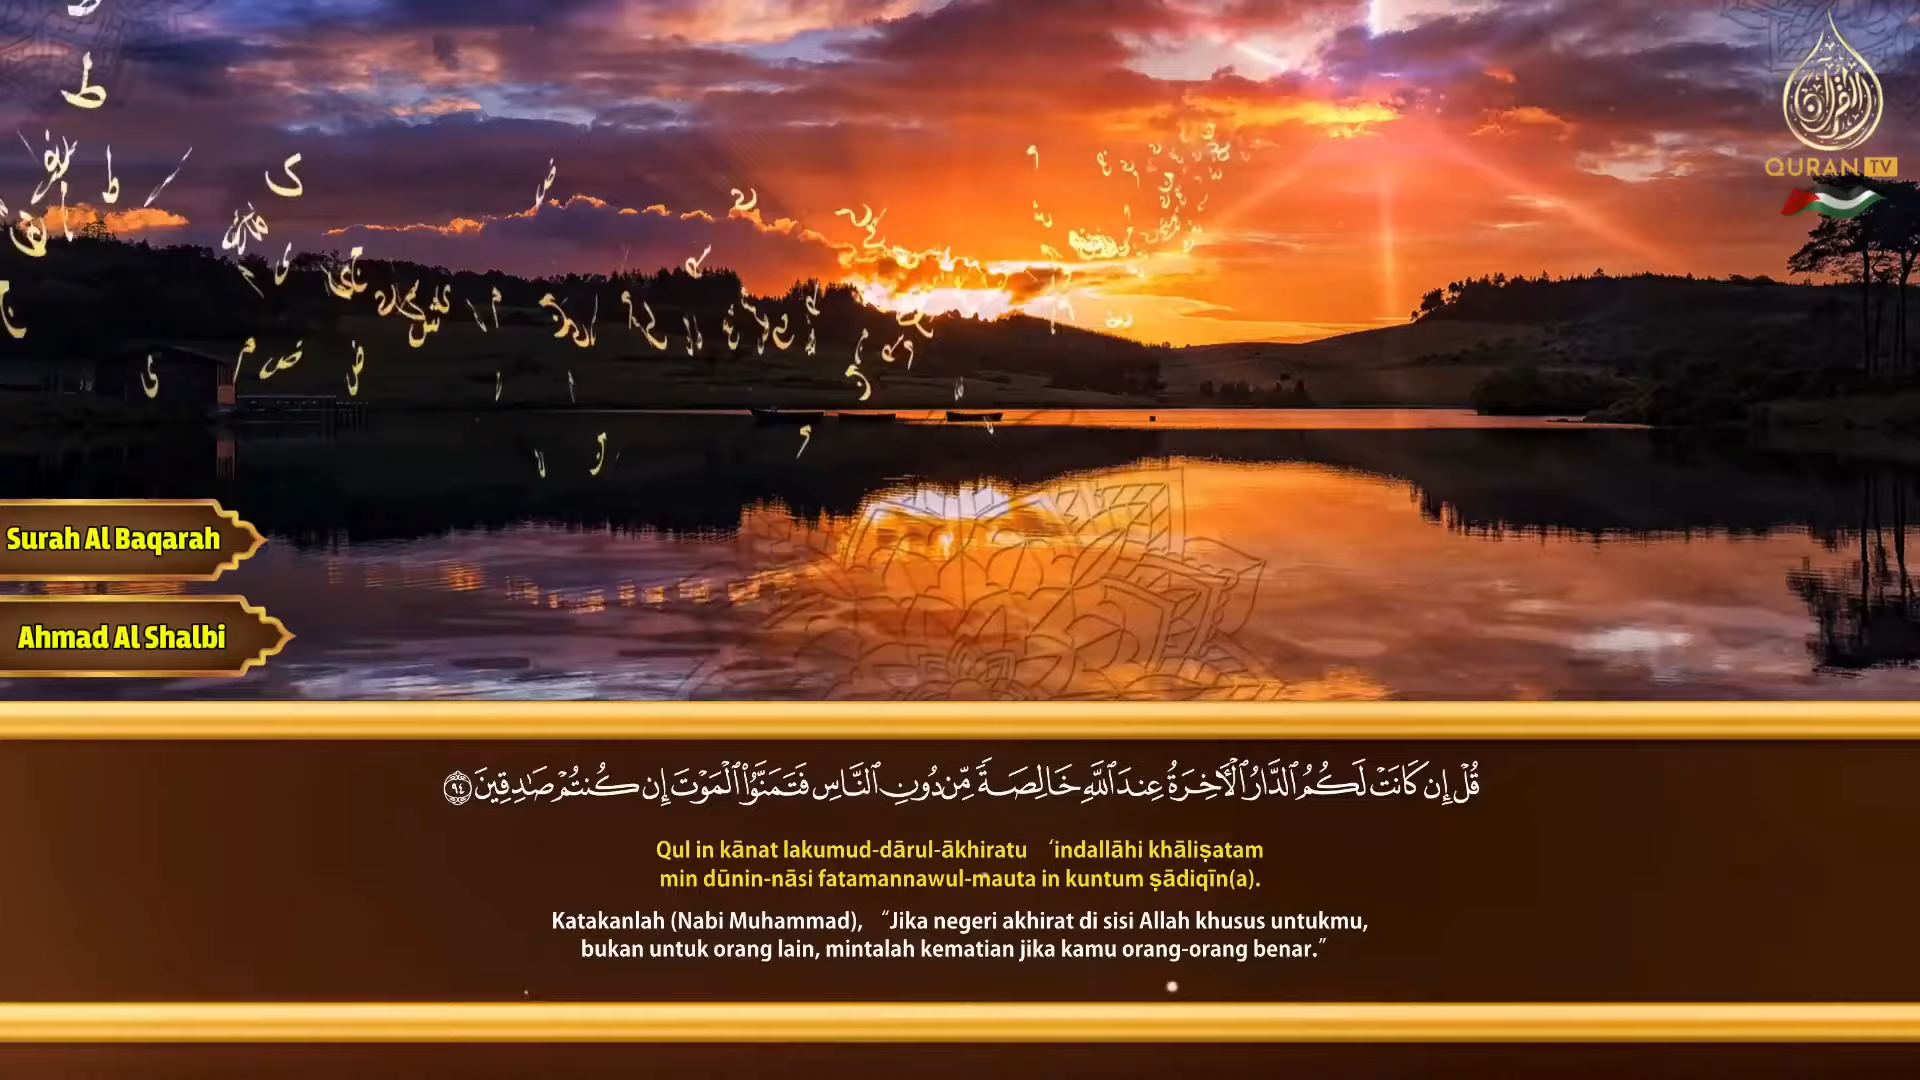 القرآن
QURAN TV
Surah Al Baqarah
Ahmad Al Shalbi
قُلْ إِن كَانَتْ لَكُمُ ٱلدَّارُ ٱلْأَخِرَةُ عِندَ ٱللَّهِ خَالِصَةً مِّن دُونِ ٱلنَّاسِ فَتَمَنَّوُا۟ ٱلْمَوْتَ إِن كُنتُمْ صَٰدِقِينَ ٩٤
Qul in kānat lakumud-dārul-ākhiratu ‘indallāhi khāliṣatam
min dūnin-nāsi fatamannawul-mauta in kuntum ṣādiqīn(a).
Katakanlah (Nabi Muhammad), “Jika negeri akhirat di sisi Allah khusus untukmu,
bukan untuk orang lain, mintalah kematian jika kamu orang-orang benar.”